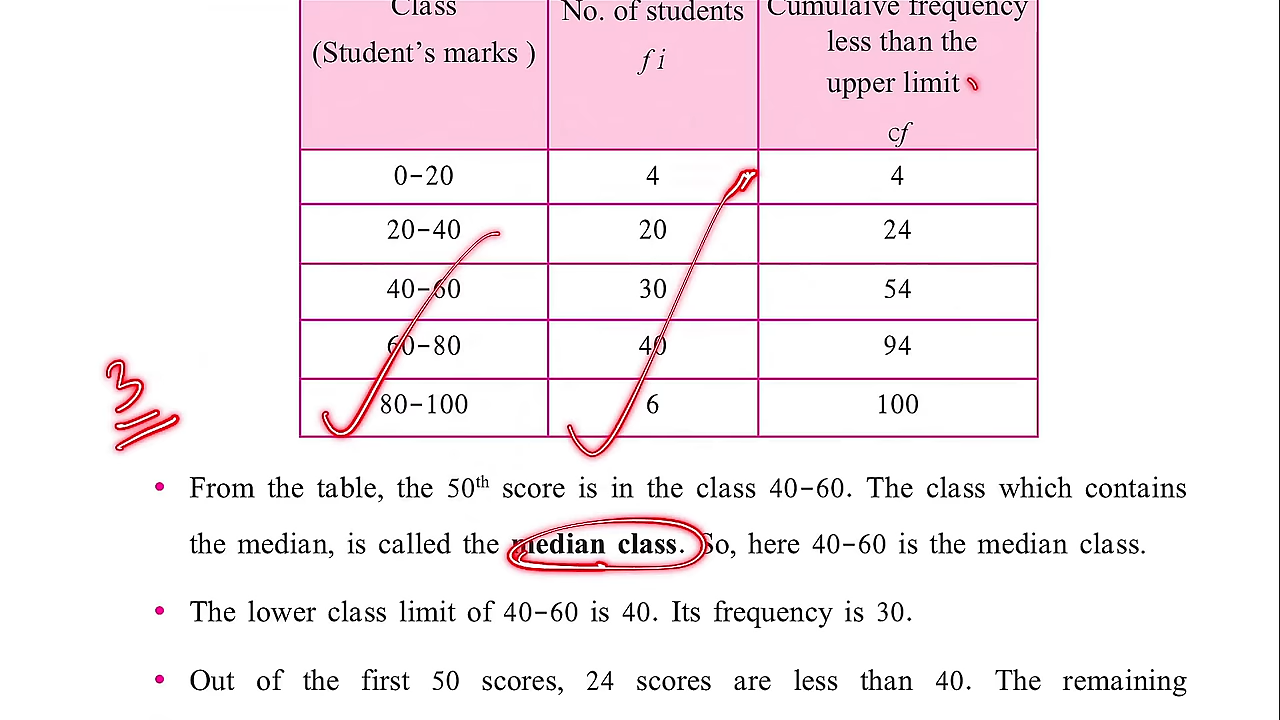 Class No. of students Cumulaive frequency
(Student's marks ) f i less than the
upper limit
cf
0-20 4 4
20-40 20 24
40-60 30 54
60-80 40 94
80-100 6 100
3
• From the table, the 50th score is in the class 40-60. The class which contains
the median, is called the median class. So, here 40-60 is the median class.
• The lower class limit of 40-60 is 40. Its frequency is 30.
• Out of the first 50 scores, 24 scores are less than 40. The remaining